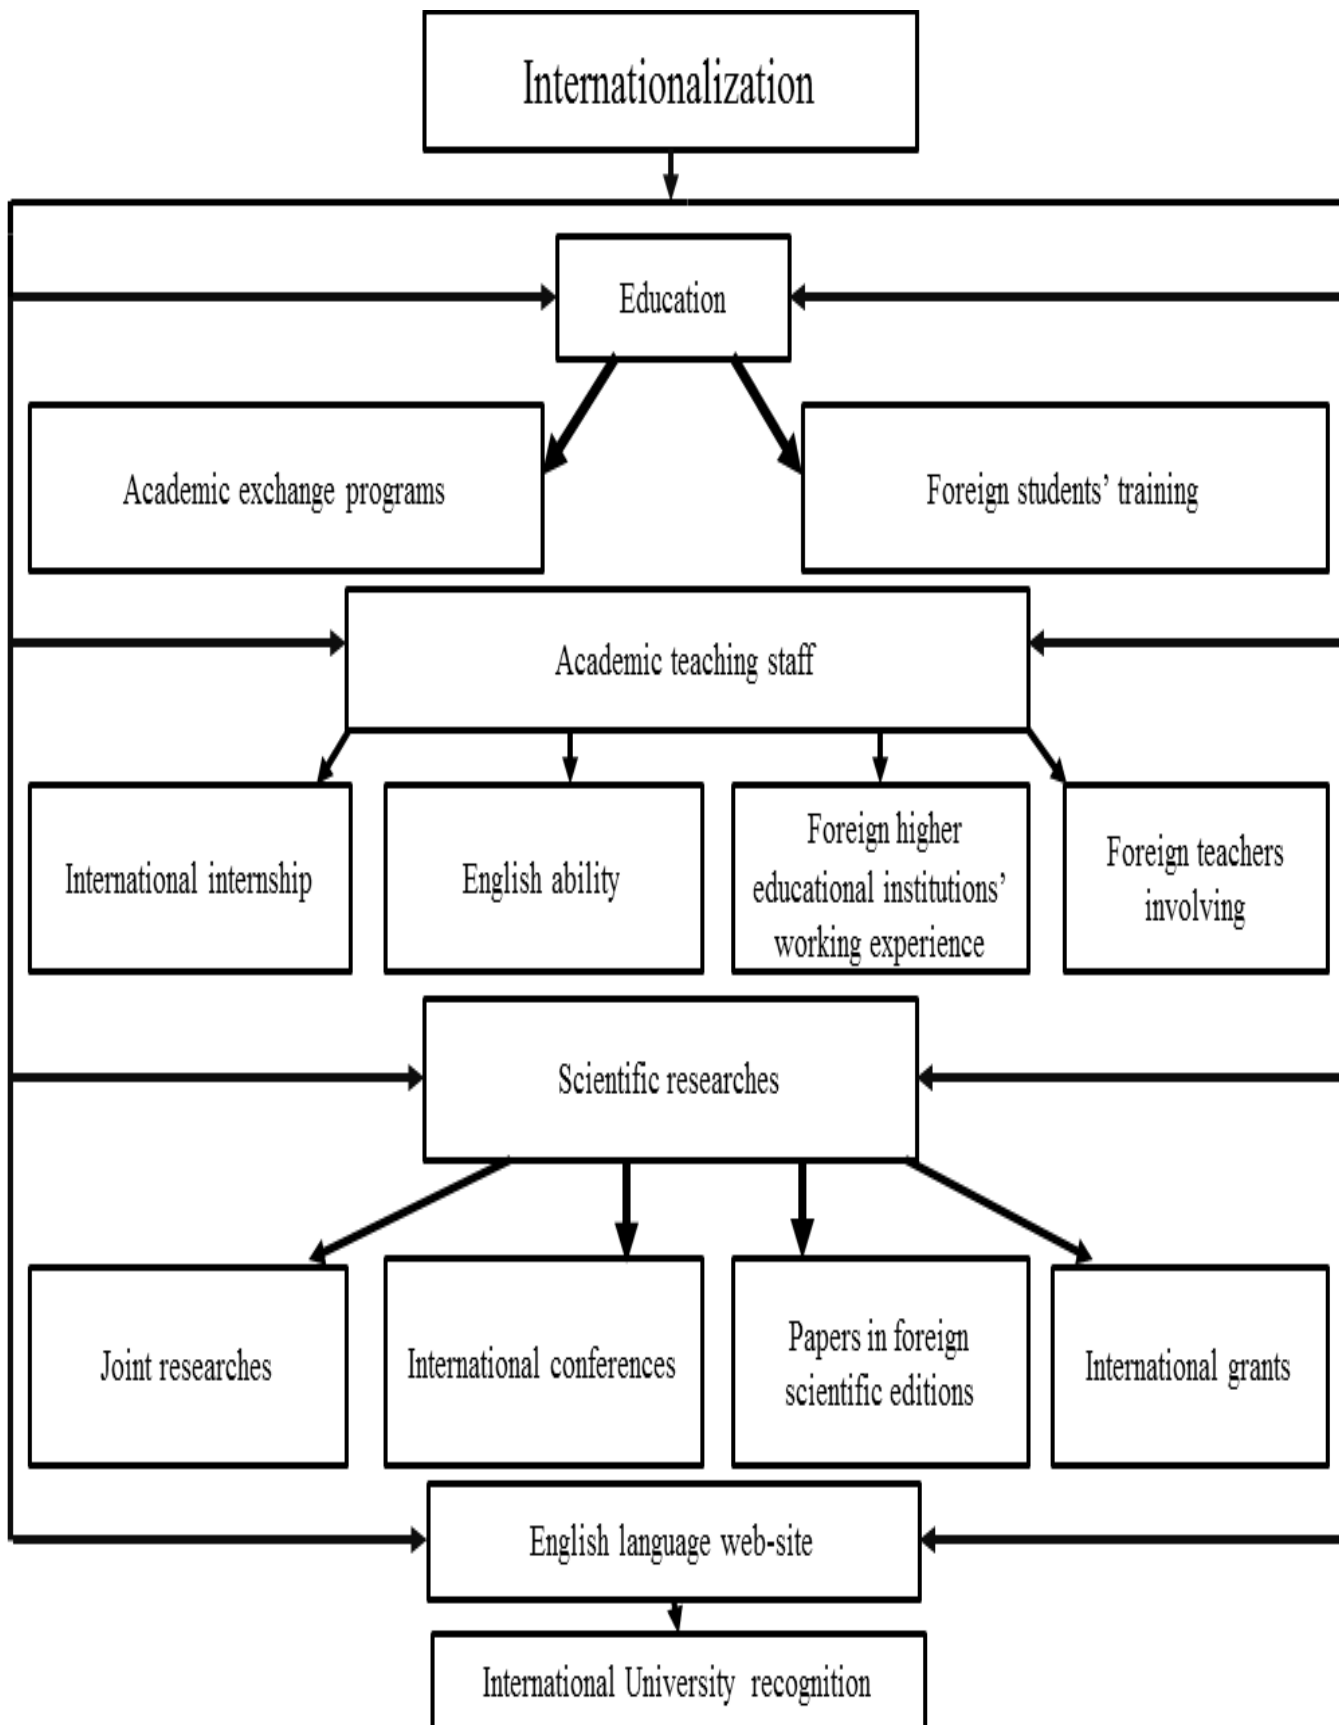 Internationalization
Education
Academic exchange programs
Foreign students’ training
Academic teaching staff
International internship
English ability
Foreign higher
educational institutions’
working experience
Foreign teachers
involving
Scientific researches
Joint researches
International conferences
Papers in foreign
scientific editions
International grants
English language web-site
International University recognition